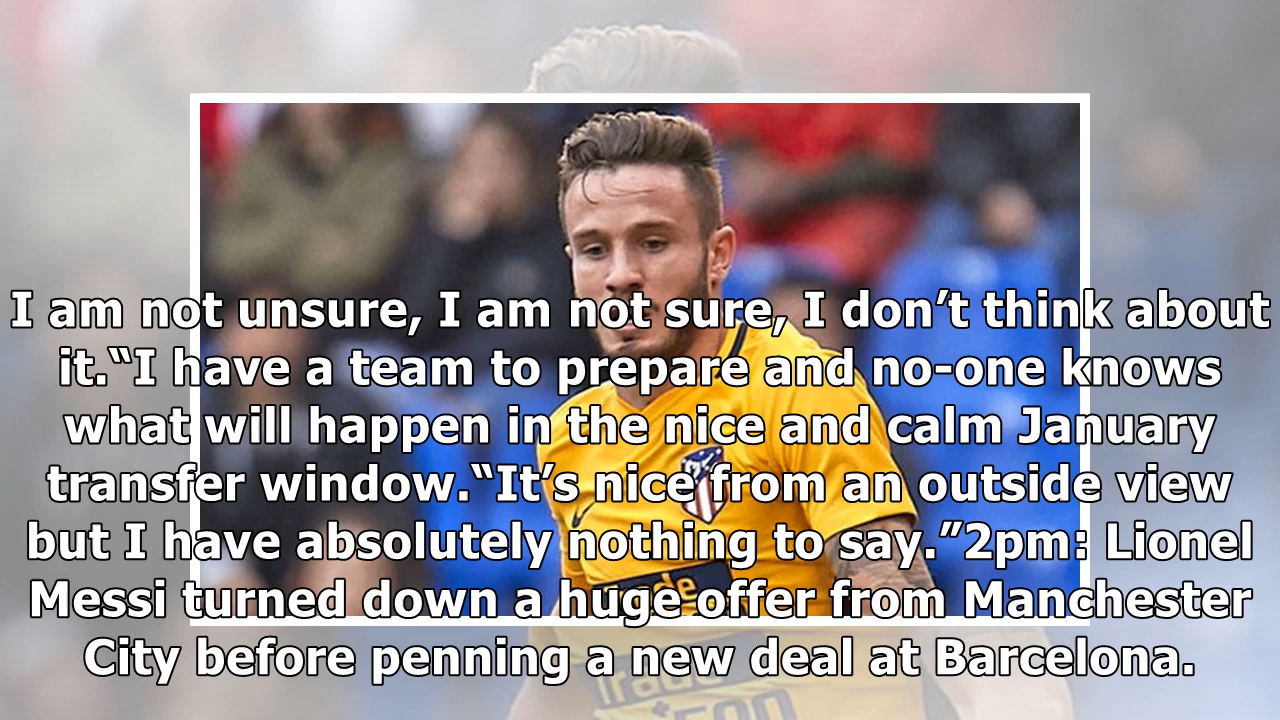 I am not unsure, I am not sure, I don’t think about
it.“I have a team to prepare and no-one knows
what will happen in the nice and calm January
transfer window.“It’s nice from an outside view
but I have absolutely nothing to say.”2pm: Lionel
Messi turned down a huge offer from Manchester
City before penning a new deal at Barcelona.
rade
Trade
500